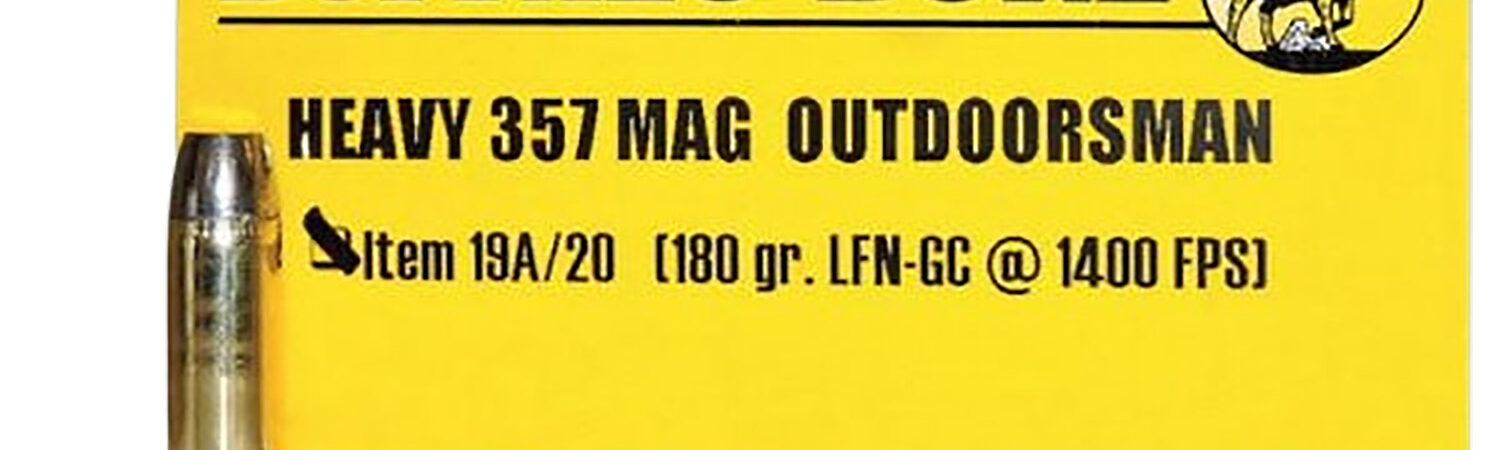 HEAVY 357 MAG OUTDOORSMAN
Item 19A/20 (180 gr. LFN-GC @ 1400 FPS)